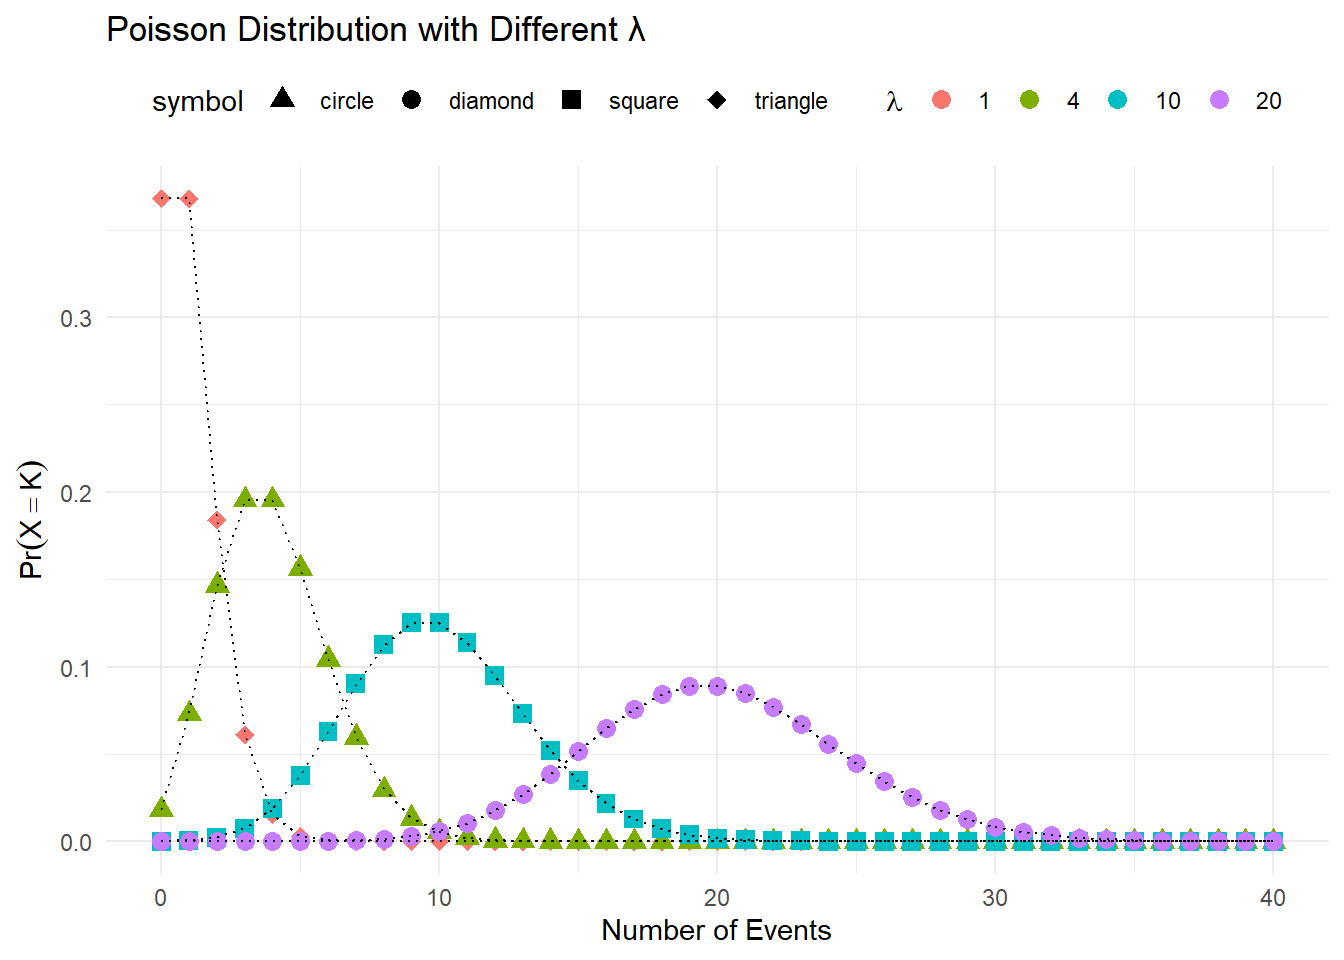 Poisson Distribution with Different λ
symbol circle diamond square triangle λ 1 4 10 20
Pr(X = K)
0.3
0.2
0.1
0.0
0 10 20 30 40
Number of Events